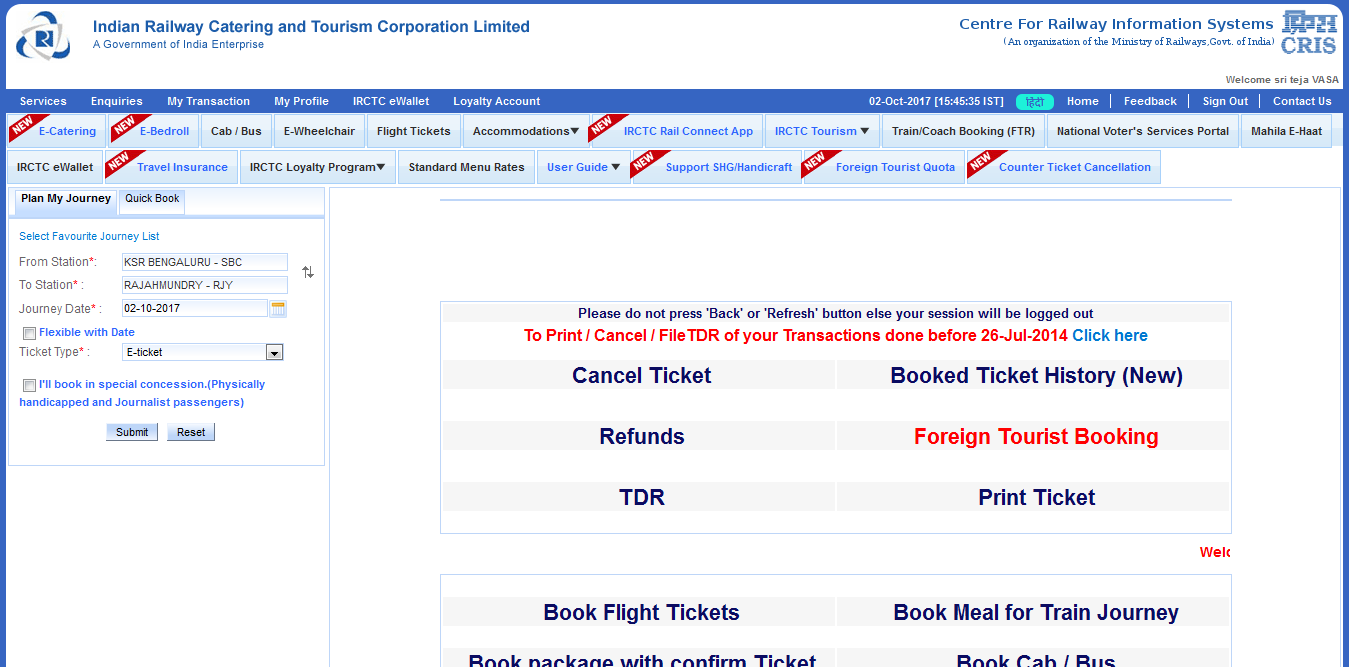 Indian Railway Catering and Tourism Corporation Limited
A Government of India Enterprise
Centre For Railway Information Systems
(An organization of the Ministry of Railways,Govt. of India)
CRIS
Welcome sri teja VASA
Services Enquiries My Transaction My Profile IRCTC eWallet Loyalty Account 02-Oct-2017 [15:45:35 IST] हिंदी Home Feedback Sign Out Contact Us
NEW E-Catering NEW E-Bedroll Cab / Bus E-Wheelchair Flight Tickets Accommodations▼ NEW IRCTC Rail Connect App IRCTC Tourism ▼ Train/Coach Booking (FTR) National Voter's Services Portal Mahila E-Haat
IRCTC eWallet NEW Travel Insurance IRCTC Loyalty Program▼ Standard Menu Rates User Guide ▼ NEW Support SHG/Handicraft NEW Foreign Tourist Quota NEW Counter Ticket Cancellation
Plan My Journey Quick Book
Select Favourite Journey List
From Station*: KSR BENGALURU - SBC
To Station* : RAJAHMUNDRY - RJY
Journey Date* : 02-10-2017
Flexible with Date
Ticket Type* : E-ticket
I'll book in special concession.(Physically
handicapped and Journalist passengers)
Submit Reset
Please do not press 'Back' or 'Refresh' button else your session will be logged out
To Print / Cancel / FileTDR of your Transactions done before 26-Jul-2014 Click here
Cancel Ticket Booked Ticket History (New)
Refunds Foreign Tourist Booking
TDR Print Ticket
Welc
Book Flight Tickets Book Meal for Train Journey
Book package with confirm Ticket Book Cab / Bus